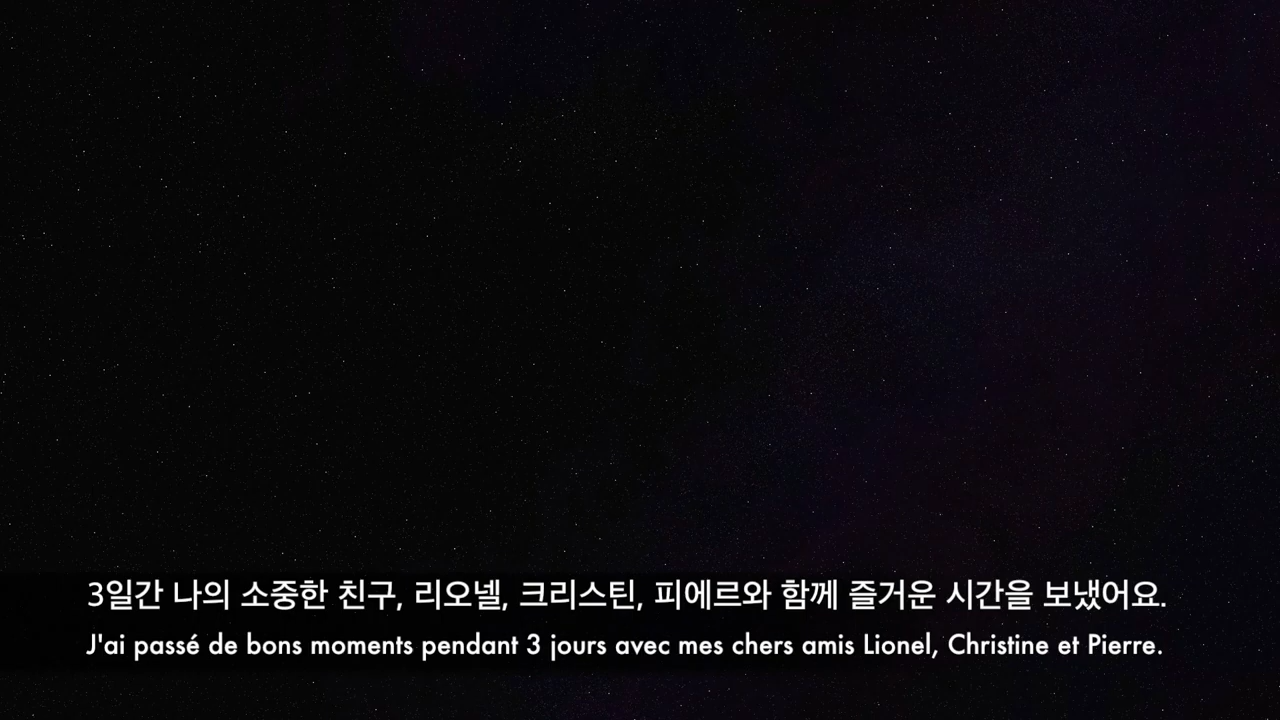 3일간 나의 소중한 친구, 리오넬, 크리스틴, 피에르와 함께 즐거운 시간을 보냈어요.
J'ai passé de bons moments pendant 3 jours avec mes chers amis Lionel, Christine et Pierre.